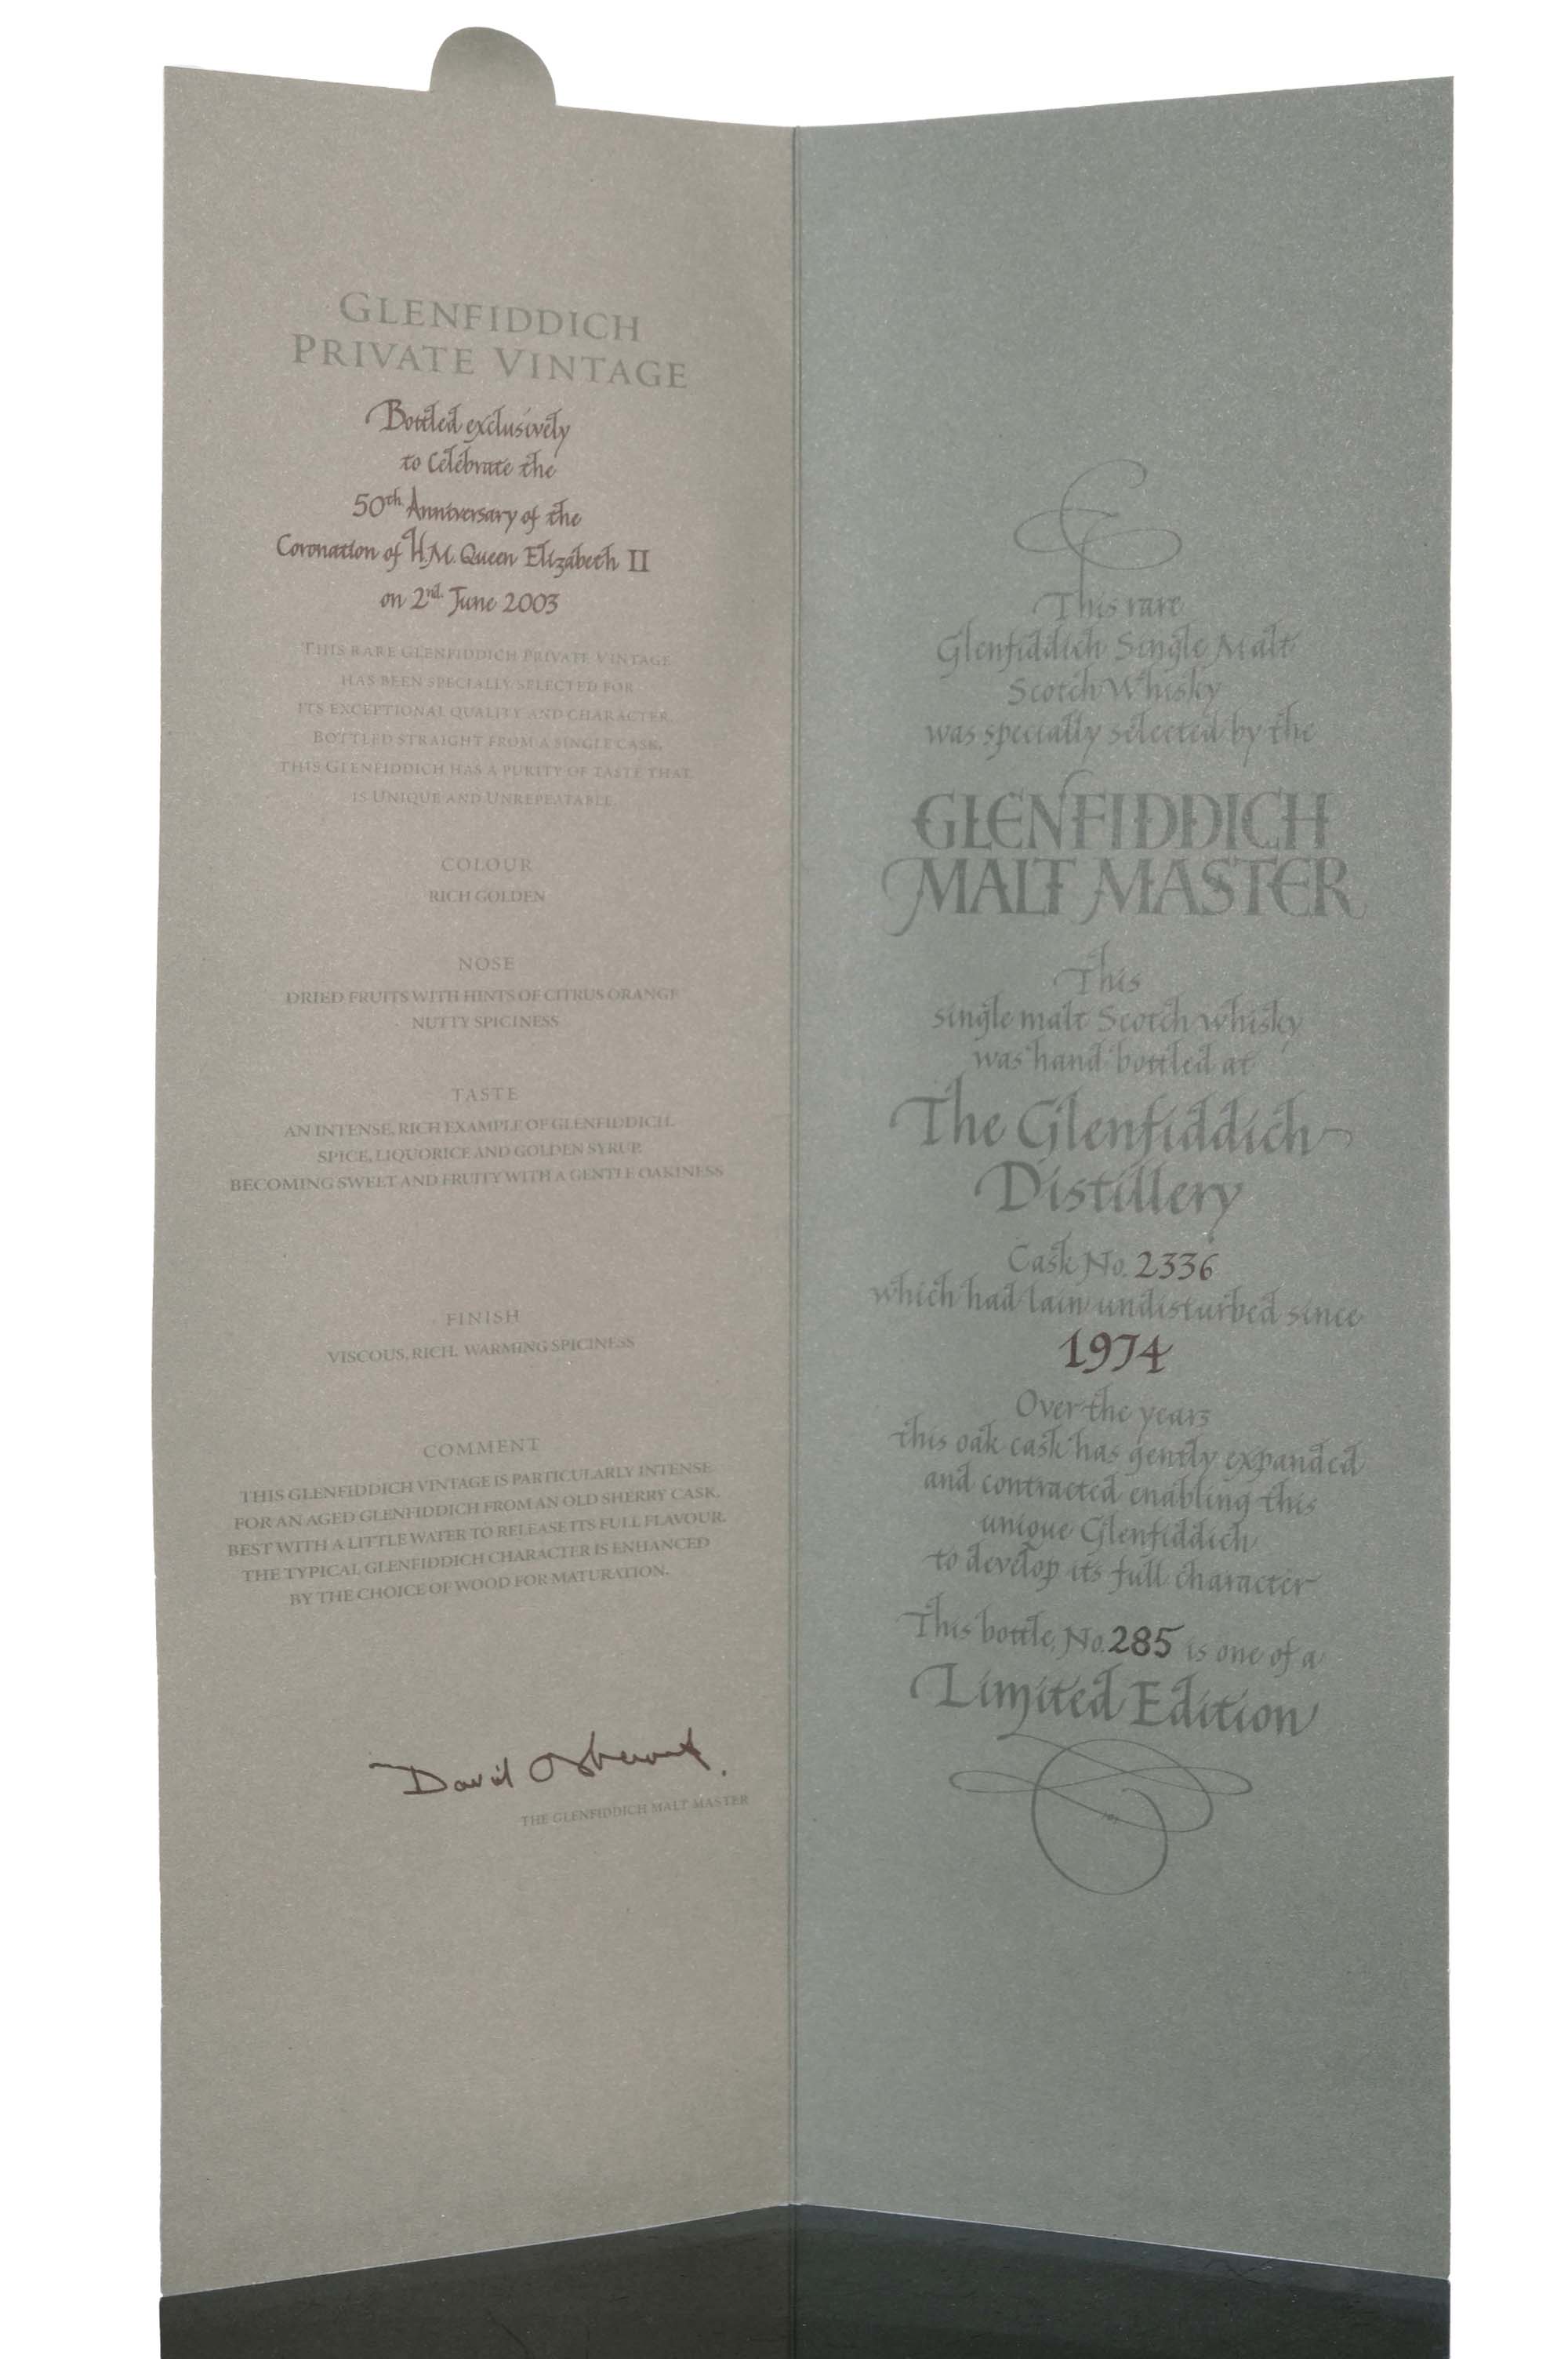 GLENFIDDICH
PRIVATE VINTAGE
Bottled exclusively
to Celebrate the
50th Anniversary of the
Coronation of H.M. Queen Elizabeth II
on 2nd June 2003
THIS RARE GLENFIDDICH PRIVATE VINTAGE
HAS BEEN SPECIALLY SELECTED FOR
ITS EXCEPTIONAL QUALITY AND CHARACTER.
BOTTLED STRAIGHT FROM A SINGLE CASK,
THIS GLENFIDDICH HAS A PURITY OF TASTE THAT
IS UNIQUE AND UNREPEATABLE.
COLOUR
RICH GOLDEN
NOSE
DRIED FRUITS WITH HINTS OF CITRUS ORANGE
NUTTY SPICINESS
TASTE
AN INTENSE, RICH EXAMPLE OF GLENFIDDICH.
SPICE, LIQUORICE AND GOLDEN SYRUP.
BECOMING SWEET AND FRUITY WITH A GENTLE OAKINESS
FINISH
VISCOUS, RICH. WARMING SPICINESS
COMMENT
THIS GLENFIDDICH VINTAGE IS PARTICULARLY INTENSE
FOR AN AGED GLENFIDDICH FROM AN OLD SHERRY CASK.
BEST WITH A LITTLE WATER TO RELEASE ITS FULL FLAVOUR.
THE TYPICAL GLENFIDDICH CHARACTER IS ENHANCED
BY THE CHOICE OF WOOD FOR MATURATION.
David
THE GLENFIDDICH MALT MASTER
This rare
Glenfiddich Single Malt
Scotch Whisky
was specially selected by the
GLENFIDDICH
MALT MASTER
This
single malt Scotch whisky
was hand bottled at
The Glenfiddich
Distillery
Cask No. 2336
which had lain undisturbed since
1974
Over the years
this oak cask has gently expanded
and contracted enabling this
unique Glenfiddich
to develop its full character
This bottle, No. 285 is one of a
Limited Edition